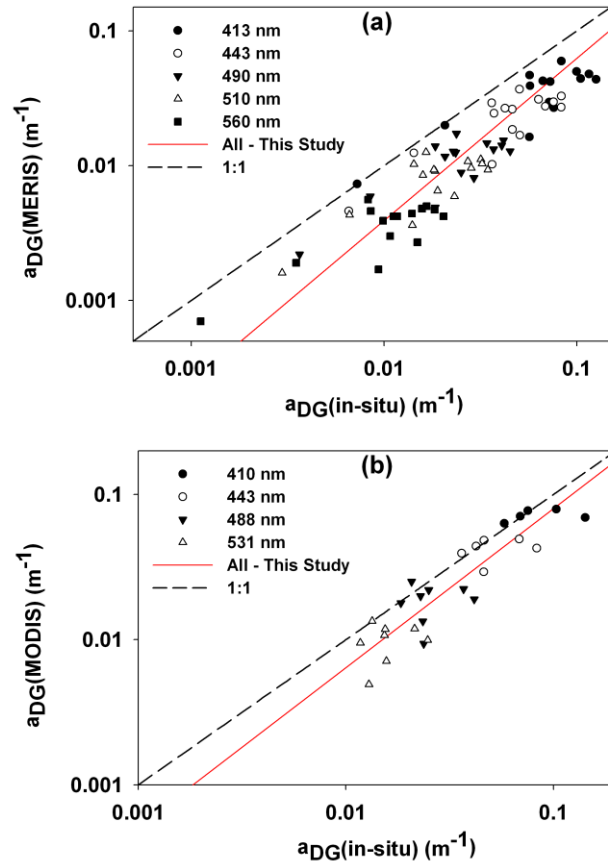 (a)
413 nm
443 nm
490 nm
510 nm
560 nm
All - This Study
1:1
0.1
0.01
0.001
aDG(MERIS) (m-1)
0.001 0.01 0.1
aDG(in-situ) (m-1)
(b)
410 nm
443 nm
488 nm
531 nm
All - This Study
1:1
0.1
0.01
0.001
aDG(MODIS) (m-1)
0.001 0.01 0.1
aDG(in-situ) (m-1)